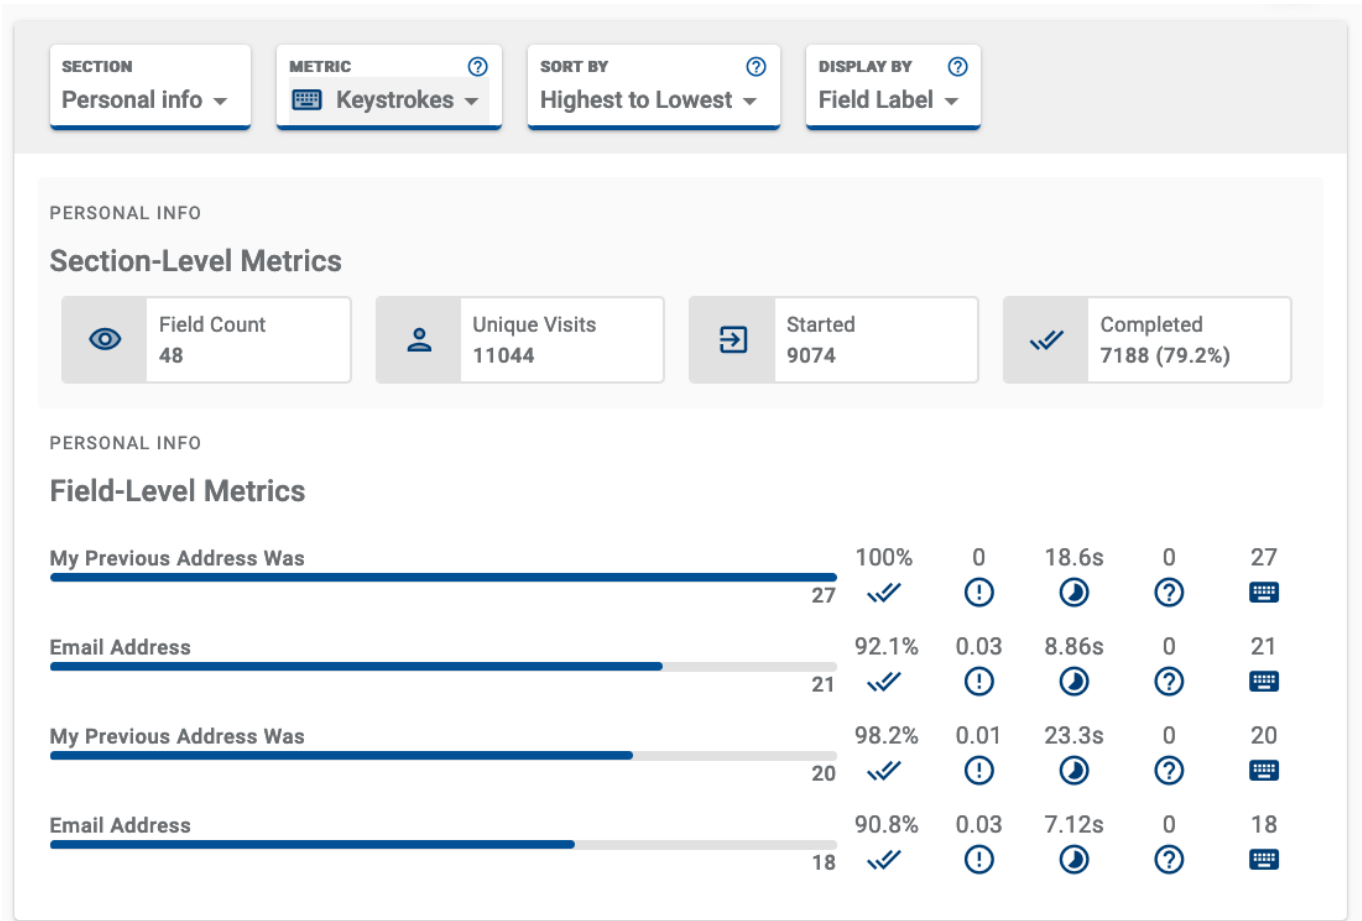 SECTION
Personal info
METRIC
Keystrokes
SORT BY
Highest to Lowest
DISPLAY BY
Field Label
PERSONAL INFO
Section-Level Metrics
Field Count
48
Unique Visits
11044
Started
9074
Completed
7188 (79.2%)
PERSONAL INFO
Field-Level Metrics
My Previous Address Was
27
100% 0 18.6s 0 27
Email Address
21
92.1% 0.03 8.86s 0 21
My Previous Address Was
20
98.2% 0.01 23.3s 0 20
Email Address
18
90.8% 0.03 7.12s 0 18